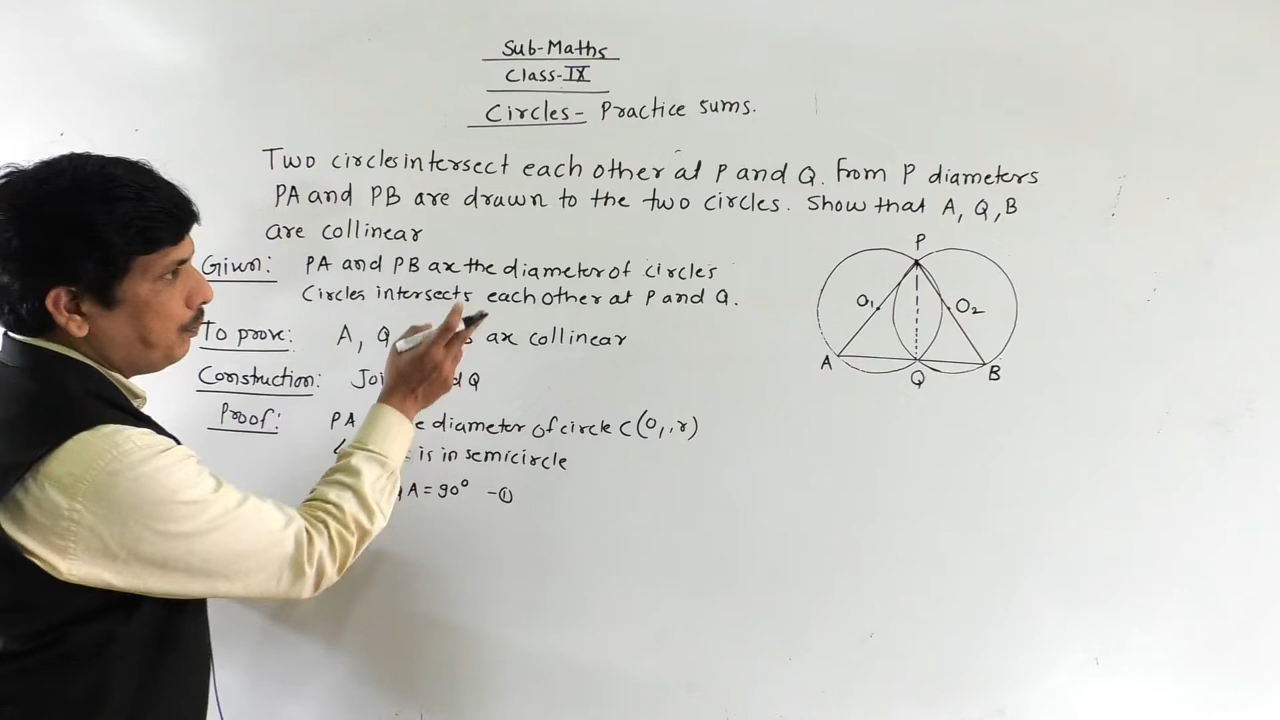 Sub-Maths
Class-IX
Circles- Practice sums.
Two circles intersect each other at P and Q. From P diameters
PA and PB are drawn to the two circles. Show that A, Q, B
are collinear
Given: PA and PB are the diameter of circles
Circles intersects each other at P and Q.
To prove: A, Q are collinear
Construction: Q
Proof: PA diameter of circle C(O1, r)
is in semicircle
A = 90° -①
P
O1
O2
A
Q
B